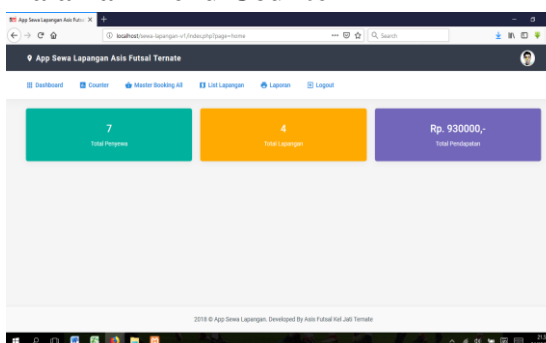 App Sewa Lapangan Asis Futsal
localhost/sewa-lapangan-v1/index.php?page=home
Search
App Sewa Lapangan Asis Futsal Ternate
Dashboard Counter Master Booking All List Lapangan Laporan Logout
7
Total Penyewa
4
Total Lapangan
Rp. 930000,-
Total Pendapatan
2018 © App Sewa Lapangan. Developed By Asis Futsal Kel Jati Ternate